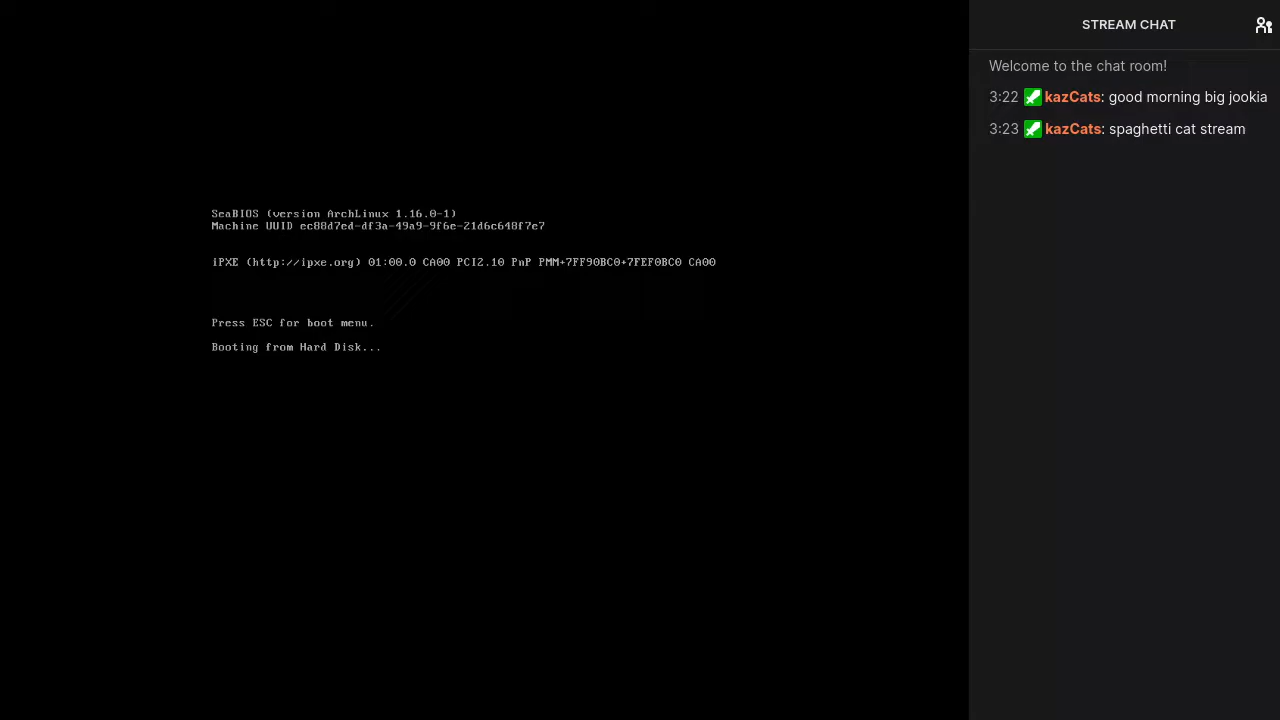 SeaBIOS (version ArchLinux 1.16.0-1)
Machine UUID ec88d7ed-df3a-49a9-9f6e-21d6c648f7e7
iPXE (http://ipxe.org) 01:00.0 CA00 PCI2.10 PnP PMM+7FF90BC0+7FEF0BC0 CA00
Press ESC for boot menu.
Booting from Hard Disk...
STREAM CHAT
Welcome to the chat room!
3:22 kazCats: good morning big jookia
3:23 kazCats: spaghetti cat stream